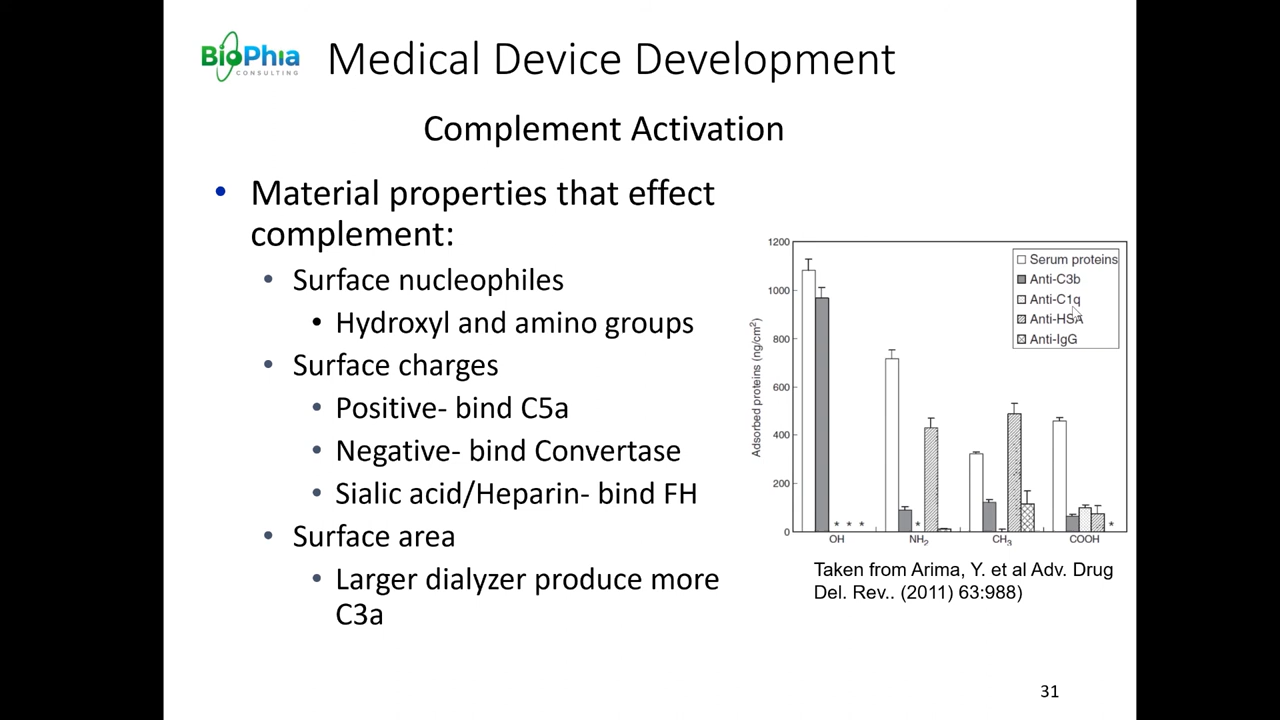 BioPhia
CONSULTING
Medical Device Development
Complement Activation
• Material properties that effect
complement:
• Surface nucleophiles
• Hydroxyl and amino groups
• Surface charges
• Positive- bind C5a
• Negative- bind Convertase
• Sialic acid/Heparin- bind FH
• Surface area
• Larger dialyzer produce more
C3a
Adsorbed proteins (ng/cm²)
1200
1000
800
600
400
200
0
Serum proteins
Anti-C3b
Anti-C1q
Anti-HSA
Anti-IgG
* * *
*
*
OH
NH₂
CH₃
COOH
Taken from Arima, Y. et al Adv. Drug
Del. Rev.. (2011) 63:988)
31